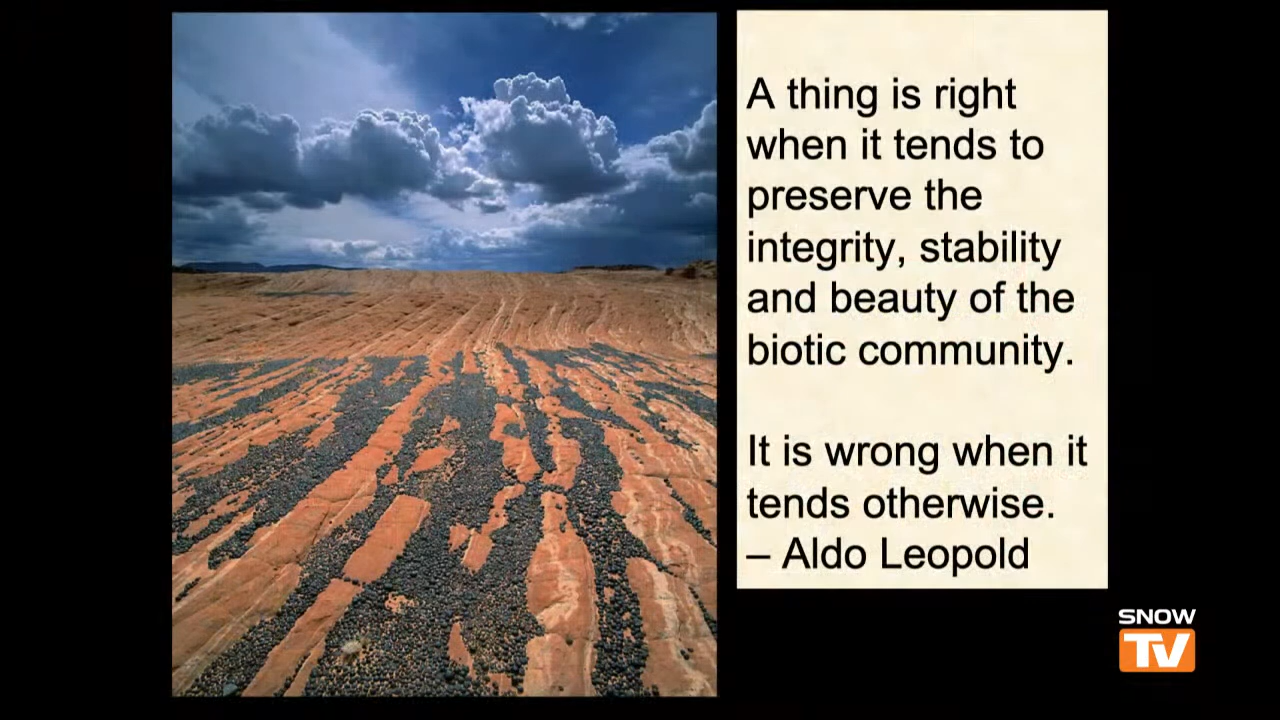 A thing is right
when it tends to
preserve the
integrity, stability
and beauty of the
biotic community.
It is wrong when it
tends otherwise.
– Aldo Leopold
SNOW
TV